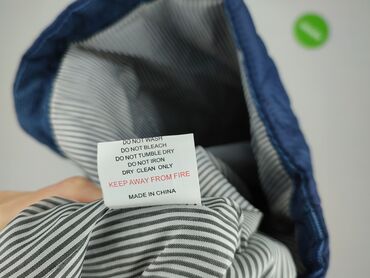 DO NOT WASH
DO NOT BLEACH
DO NOT TUMBLE DRY
DO NOT IRON
DRY CLEAN ONLY
KEEP AWAY FROM FIRE
MADE IN CHINA